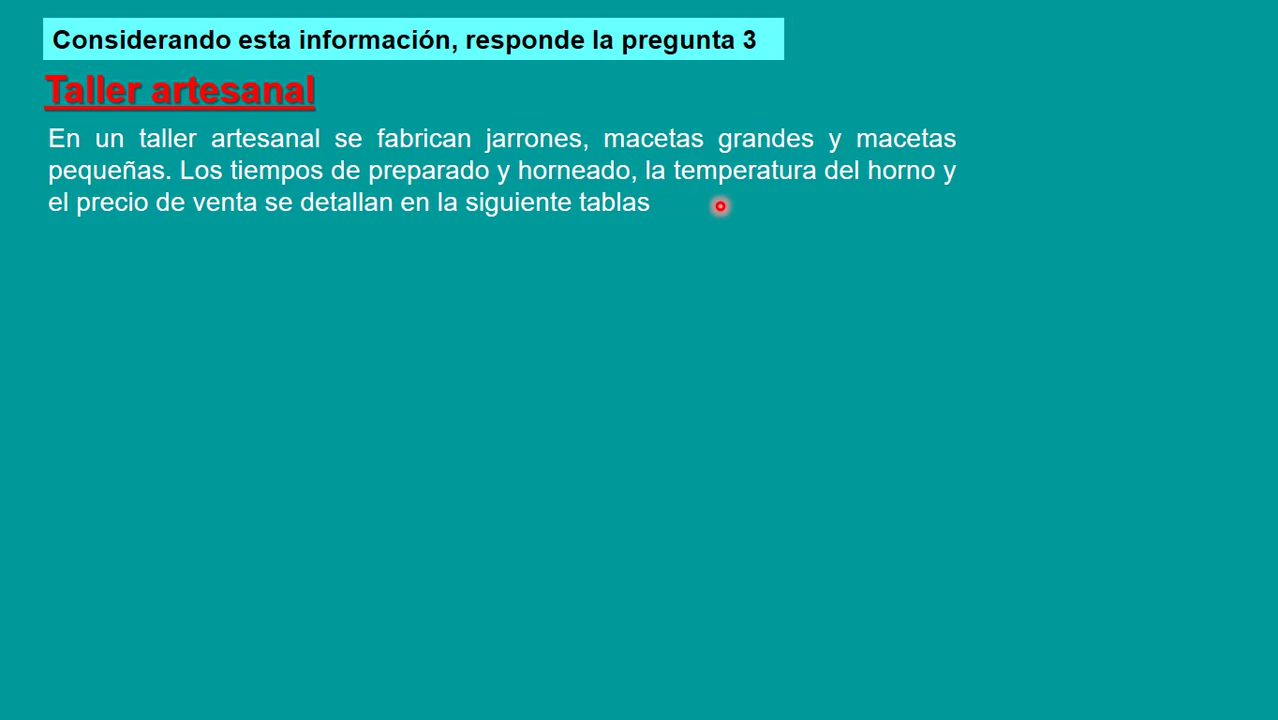 Considerando esta información, responde la pregunta 3
Taller artesanal
En un taller artesanal se fabrican jarrones, macetas grandes y macetas
pequeñas. Los tiempos de preparado y horneado, la temperatura del horno y
el precio de venta se detallan en la siguiente tablas